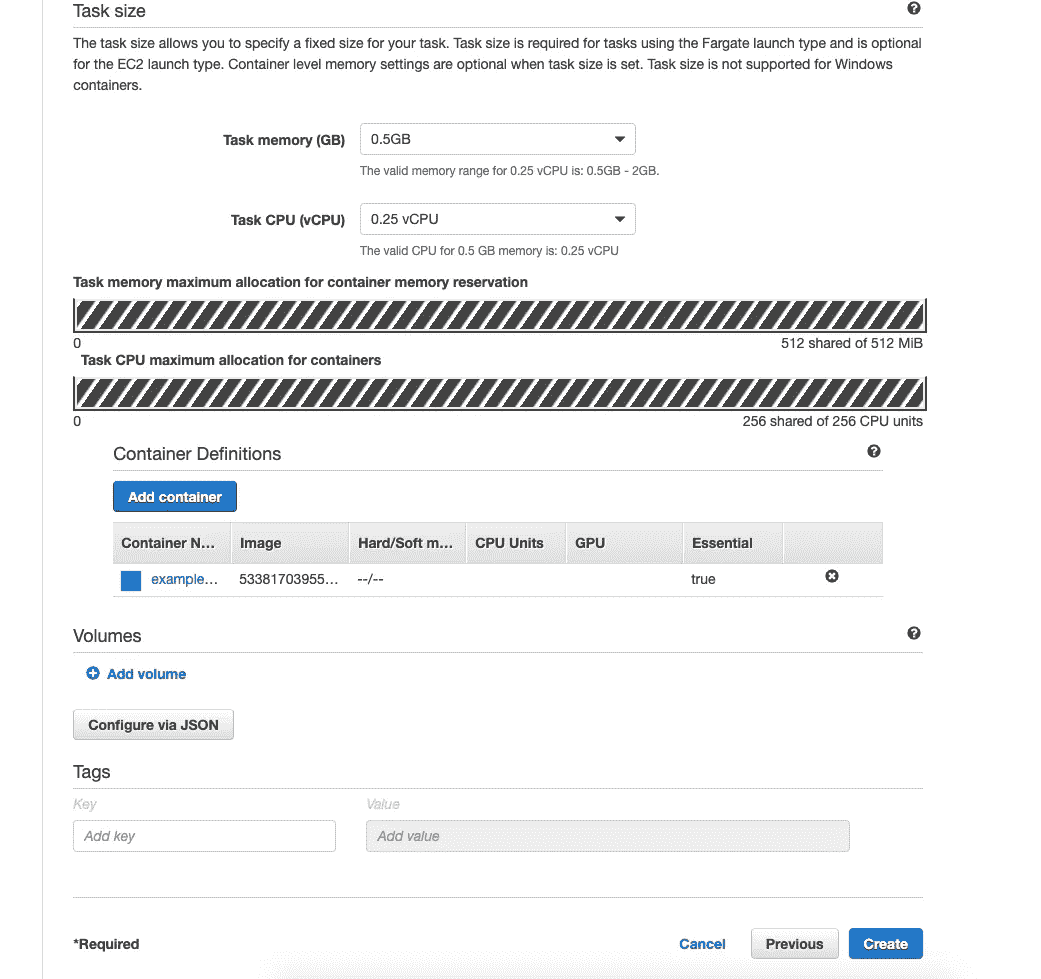 Task size
The task size allows you to specify a fixed size for your task. Task size is required for tasks using the Fargate launch type and is optional
for the EC2 launch type. Container level memory settings are optional when task size is set. Task size is not supported for Windows
containers.
Task memory (GB)
0.5GB
The valid memory range for 0.25 vCPU is: 0.5GB - 2GB.
Task CPU (vCPU)
0.25 vCPU
The valid CPU for 0.5 GB memory is: 0.25 vCPU
Task memory maximum allocation for container memory reservation
0
512 shared of 512 MiB
Task CPU maximum allocation for containers
0
256 shared of 256 CPU units
Container Definitions
Add container
Container N... Image Hard/Soft m... CPU Units GPU Essential
example... 53381703955... --/-- true
Volumes
Add volume
Configure via JSON
Tags
Key Value
Add key Add value
*Required Cancel Previous Create